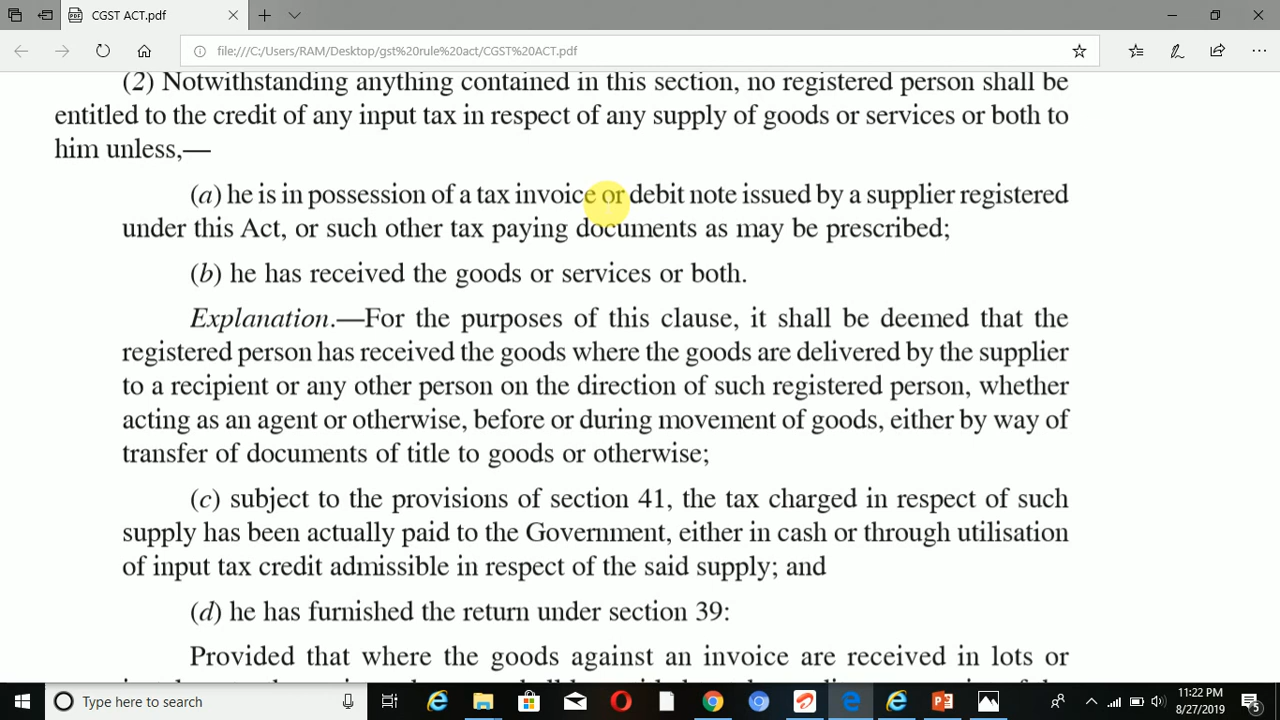 CGST ACT.pdf
file:///C:/Users/RAM/Desktop/gst%20rule%20act/CGST%20ACT.pdf
(2) Notwithstanding anything contained in this section, no registered person shall be
entitled to the credit of any input tax in respect of any supply of goods or services or both to
him unless,—
(a) he is in possession of a tax invoice or debit note issued by a supplier registered
under this Act, or such other tax paying documents as may be prescribed;
(b) he has received the goods or services or both.
Explanation.—For the purposes of this clause, it shall be deemed that the
registered person has received the goods where the goods are delivered by the supplier
to a recipient or any other person on the direction of such registered person, whether
acting as an agent or otherwise, before or during movement of goods, either by way of
transfer of documents of title to goods or otherwise;
(c) subject to the provisions of section 41, the tax charged in respect of such
supply has been actually paid to the Government, either in cash or through utilisation
of input tax credit admissible in respect of the said supply; and
(d) he has furnished the return under section 39:
Provided that where the goods against an invoice are received in lots or
Type here to search
11:22 PM
8/27/2019
5